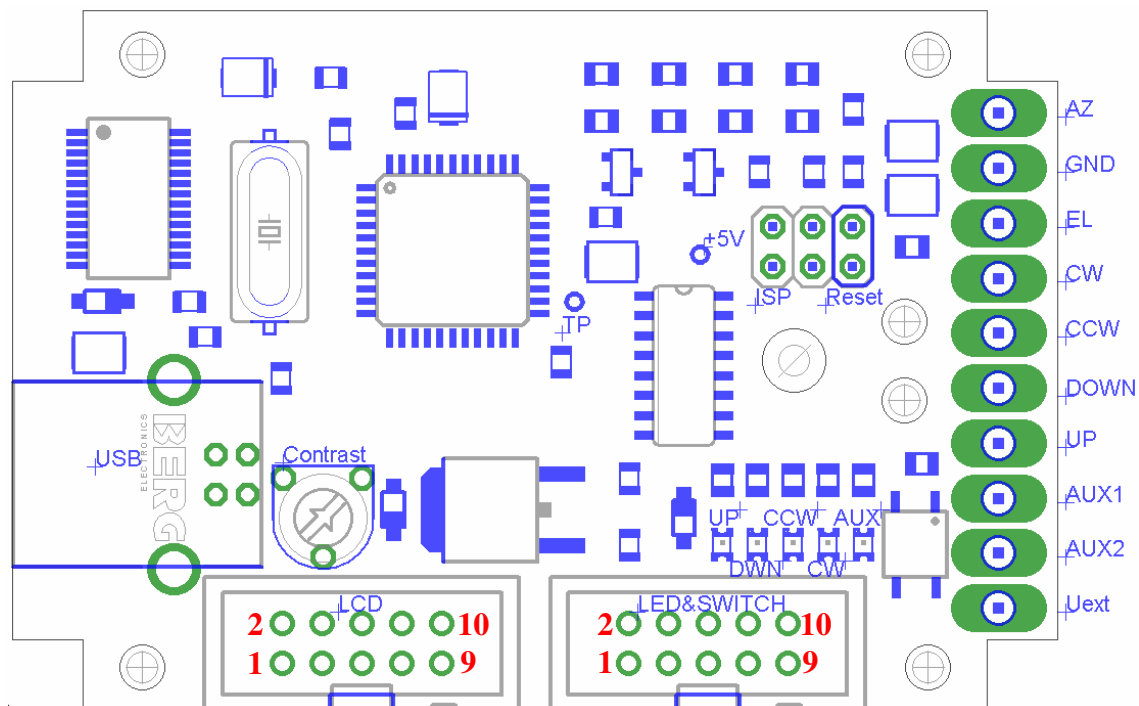 AZ
GND
EL
+5V
CW
ISP
Reset
TP
CCW
DOWN
UP
USB
BERG
ELECTRONICS
Contrast
AUX1
UP
CCW
AUX
AUX2
DWN
CW
LCD
LED&SWITCH
Uext
2
10
2
10
1
9
1
9